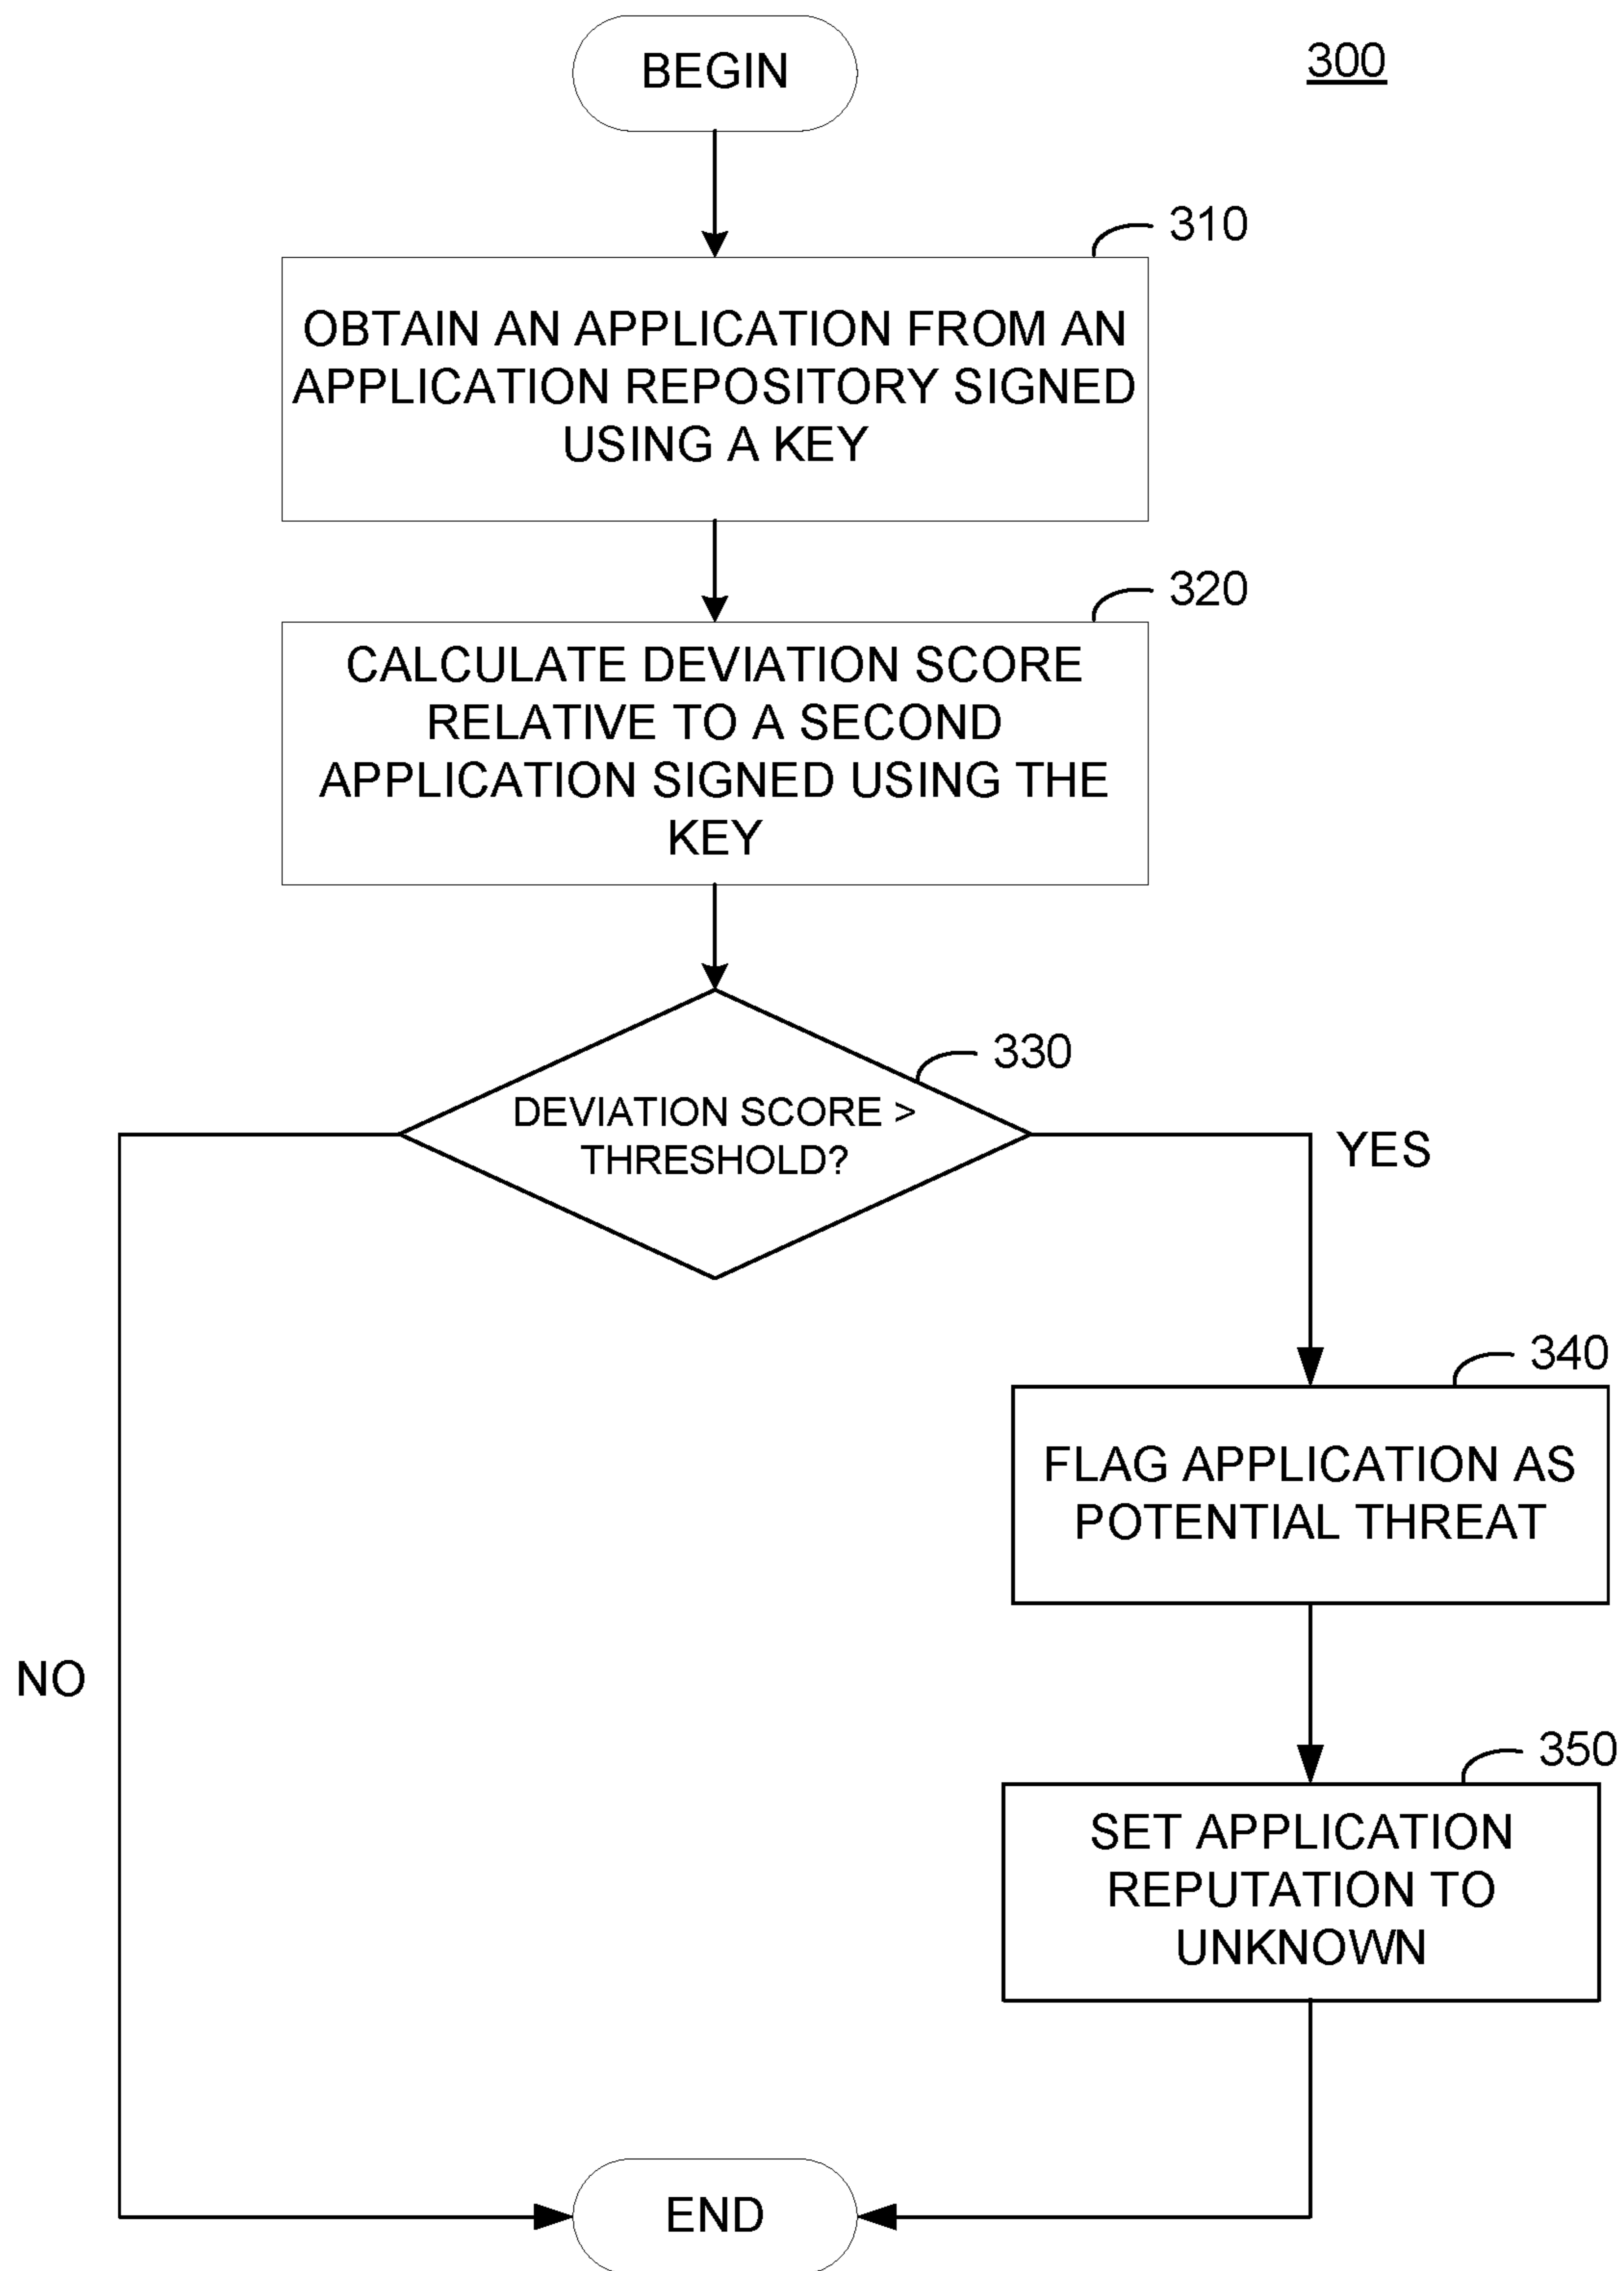 BEGIN
300
310
OBTAIN AN APPLICATION FROM AN
APPLICATION REPOSITORY SIGNED
USING A KEY
320
CALCULATE DEVIATION SCORE
RELATIVE TO A SECOND
APPLICATION SIGNED USING THE
KEY
330
DEVIATION SCORE >
THRESHOLD?
YES
340
FLAG APPLICATION AS
POTENTIAL THREAT
NO
350
SET APPLICATION
REPUTATION TO
UNKNOWN
END